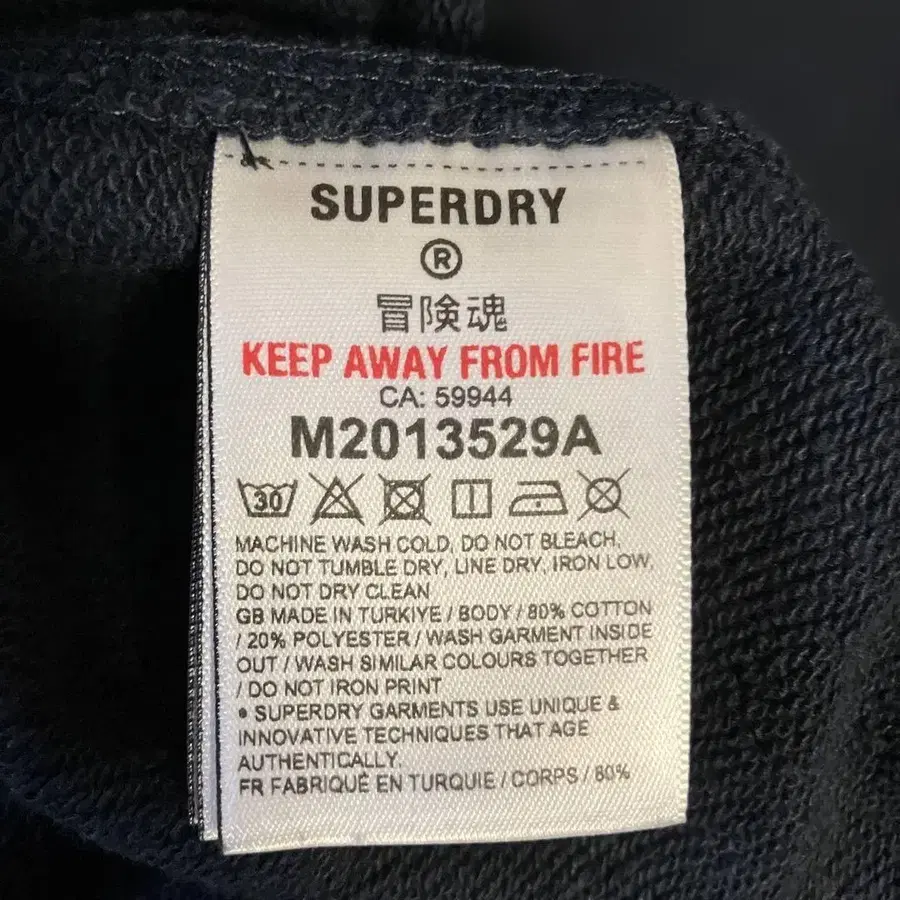 SUPERDRY
®
冒険魂
KEEP AWAY FROM FIRE
CA: 59944
M2013529A
30
MACHINE WASH COLD, DO NOT BLEACH,
DO NOT TUMBLE DRY, LINE DRY, IRON LOW,
DO NOT DRY CLEAN
GB MADE IN TURKIYE / BODY / 80% COTTON
/ 20% POLYESTER / WASH GARMENT INSIDE
OUT / WASH SIMILAR COLOURS TOGETHER
/ DO NOT IRON PRINT
• SUPERDRY GARMENTS USE UNIQUE &
INNOVATIVE TECHNIQUES THAT AGE
AUTHENTICALLY.
FR FABRIQUÉ EN TURQUIE / CORPS / 80%